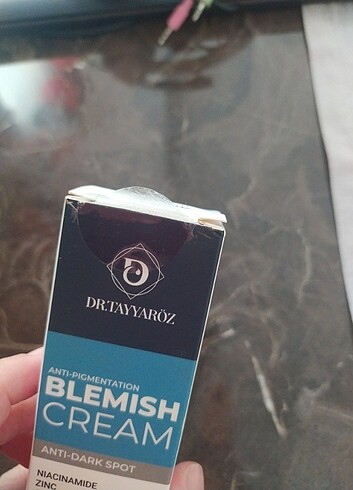 DR.TAYYARÖZ
ANTI-PIGMENTATION
BLEMISH
CREAM
ANTI-DARK SPOT
NIACINAMIDE
ZINC